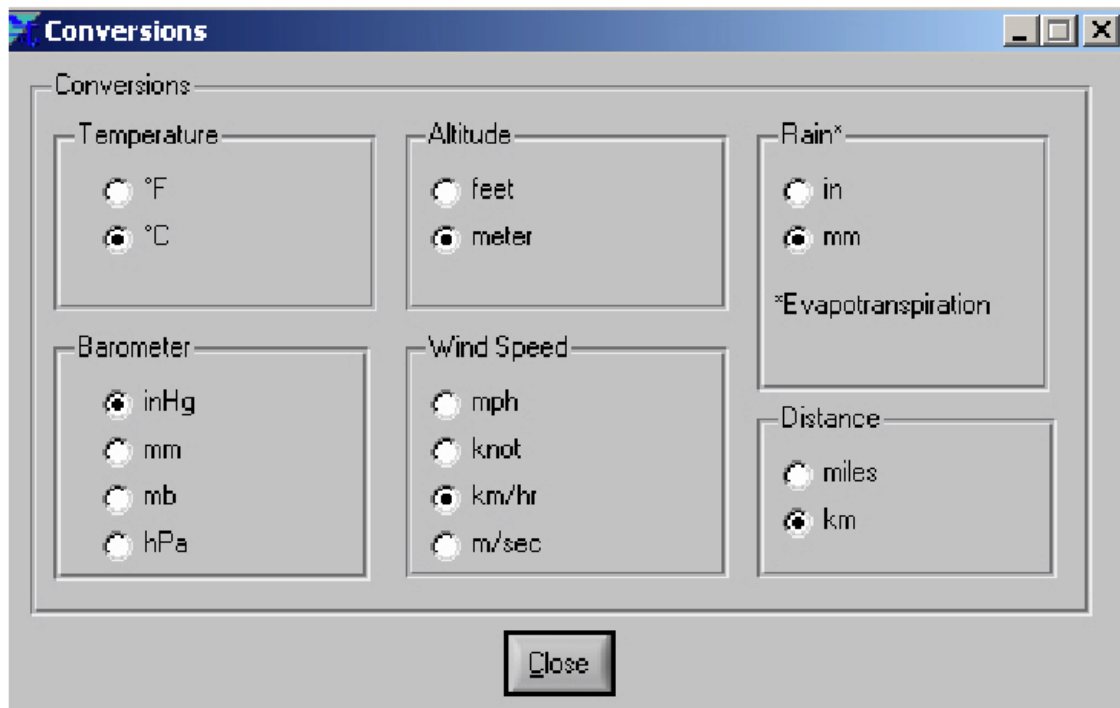 Conversions
Conversions
Temperature
°F
°C
Altitude
feet
meter
Rain*
in
mm
*Evapotranspiration
Barometer
inHg
mm
mb
hPa
Wind Speed
mph
knot
km/hr
m/sec
Distance
miles
km
Close